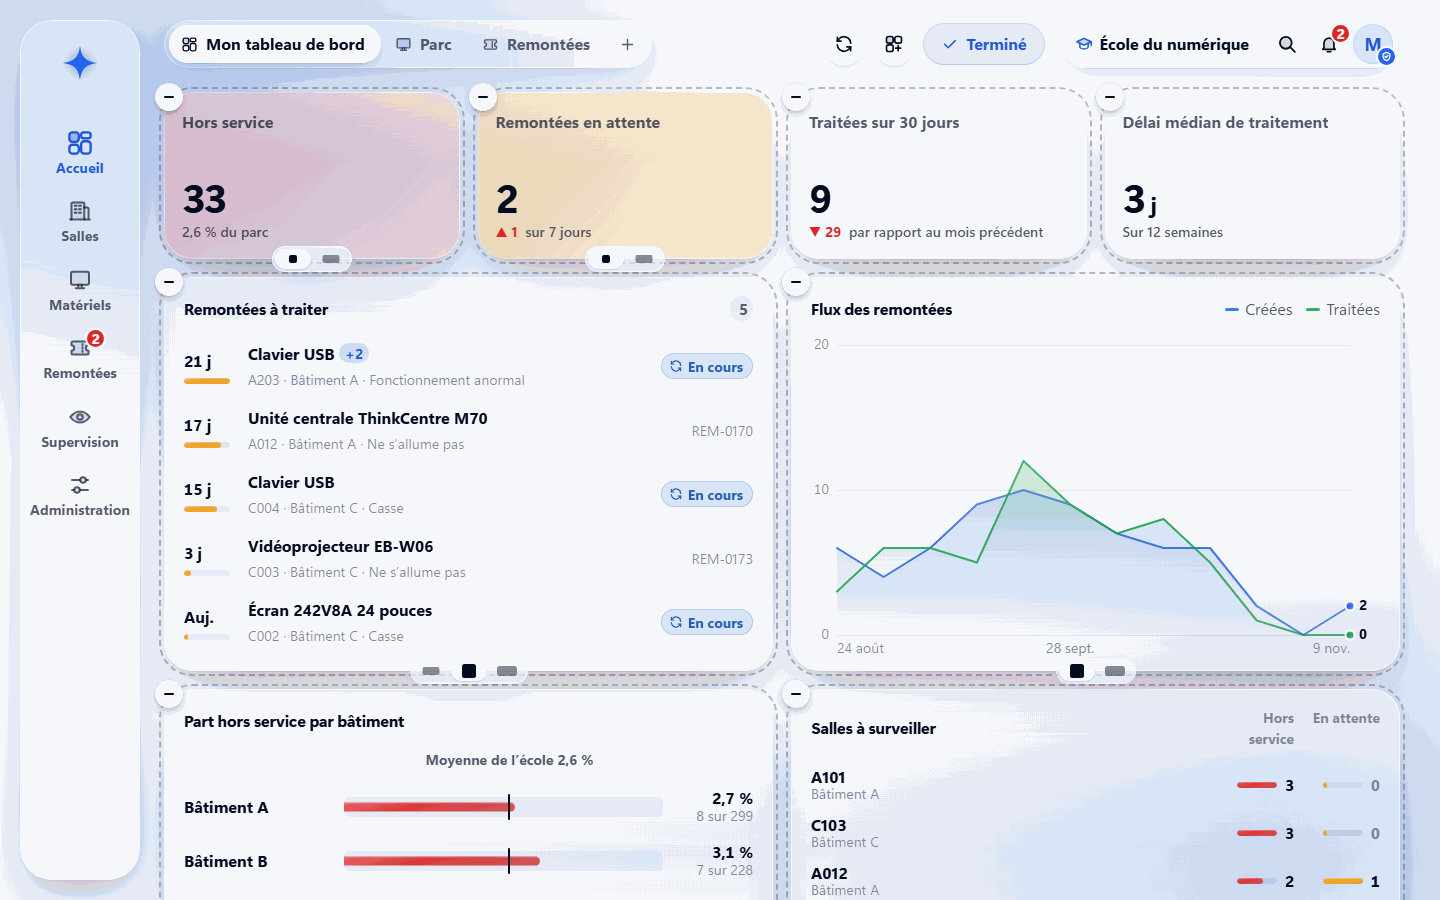 Mon tableau de bord
Parc
Remontées
Terminé
École du numérique
2
M
Accueil
Salles
Matériels
2
Remontées
Supervision
Administration
Hors service
33
2,6 % du parc
Remontées en attente
2
1 sur 7 jours
Traitées sur 30 jours
9
29 par rapport au mois précédent
Délai médian de traitement
3 j
Sur 12 semaines
Remontées à traiter
5
21 j
Clavier USB +2
A203 · Bâtiment A · Fonctionnement anormal
En cours
17 j
Unité centrale ThinkCentre M70
A012 · Bâtiment A · Ne s’allume pas
REM-0170
15 j
Clavier USB
C004 · Bâtiment C · Casse
En cours
3 j
Vidéoprojecteur EB-W06
C003 · Bâtiment C · Ne s’allume pas
REM-0173
Auj.
Écran 242V8A 24 pouces
C002 · Bâtiment C · Casse
En cours
Flux des remontées
Créées
Traitées
20
10
0
2
0
24 août
28 sept.
9 nov.
Part hors service par bâtiment
Moyenne de l’école 2,6 %
Bâtiment A
2,7 %
8 sur 299
Bâtiment B
3,1 %
7 sur 228
Salles à surveiller
Hors service
En attente
A101
Bâtiment A
3
0
C103
Bâtiment C
3
0
A012
Bâtiment A
2
1